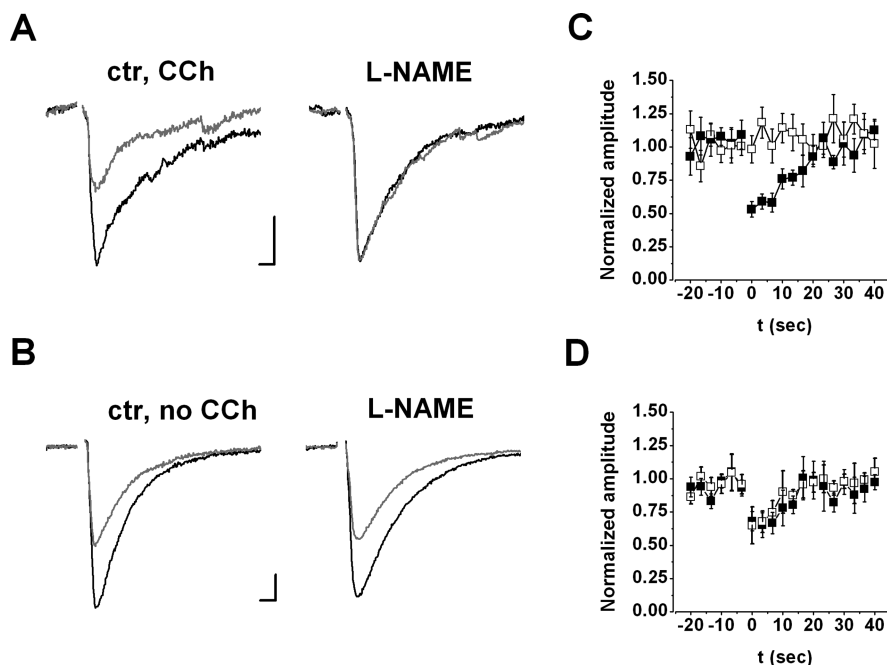 A
ctr, CCh
L-NAME
C
Normalized amplitude
1.50
1.25
1.00
0.75
0.50
0.25
0.00
-20 -10 0 10 20 30 40
t (sec)
B
ctr, no CCh
L-NAME
D
Normalized amplitude
1.50
1.25
1.00
0.75
0.50
0.25
0.00
-20 -10 0 10 20 30 40
t (sec)